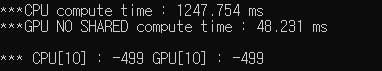 ***CPU compute time : 1247.754 ms
***GPU NO SHARED compute time : 48.231 ms
*** CPU[10] : -499 GPU[10] : -499